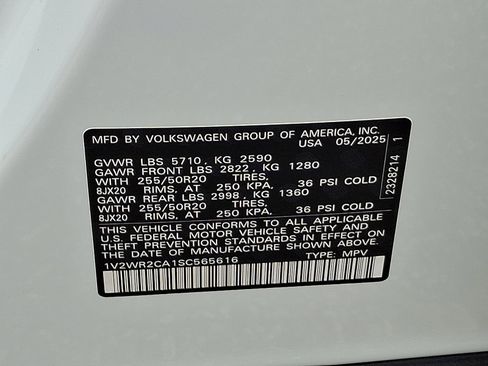 MFD BY VOLKSWAGEN GROUP OF AMERICA, INC.
USA 05/2025
GVWR LBS 5710, KG 2590
GAWR FRONT LBS 2822, KG 1280
WITH 255/50R20 TIRES,
8JX20 RIMS, AT 250 KPA, 36 PSI COLD
GAWR REAR LBS 2998, KG 1360
WITH 255/50R20 TIRES,
8JX20 RIMS, AT 250 KPA, 36 PSI COLD
THIS VEHICLE CONFORMS TO ALL APPLICABLE
U.S. FEDERAL MOTOR VEHICLE SAFETY AND
THEFT PREVENTION STANDARDS IN EFFECT
ON THE DATE OF MANUFACTURE SHOWN ABOVE.
1V2WR2CA1SC565616 TYPE: MPV
2328214 1